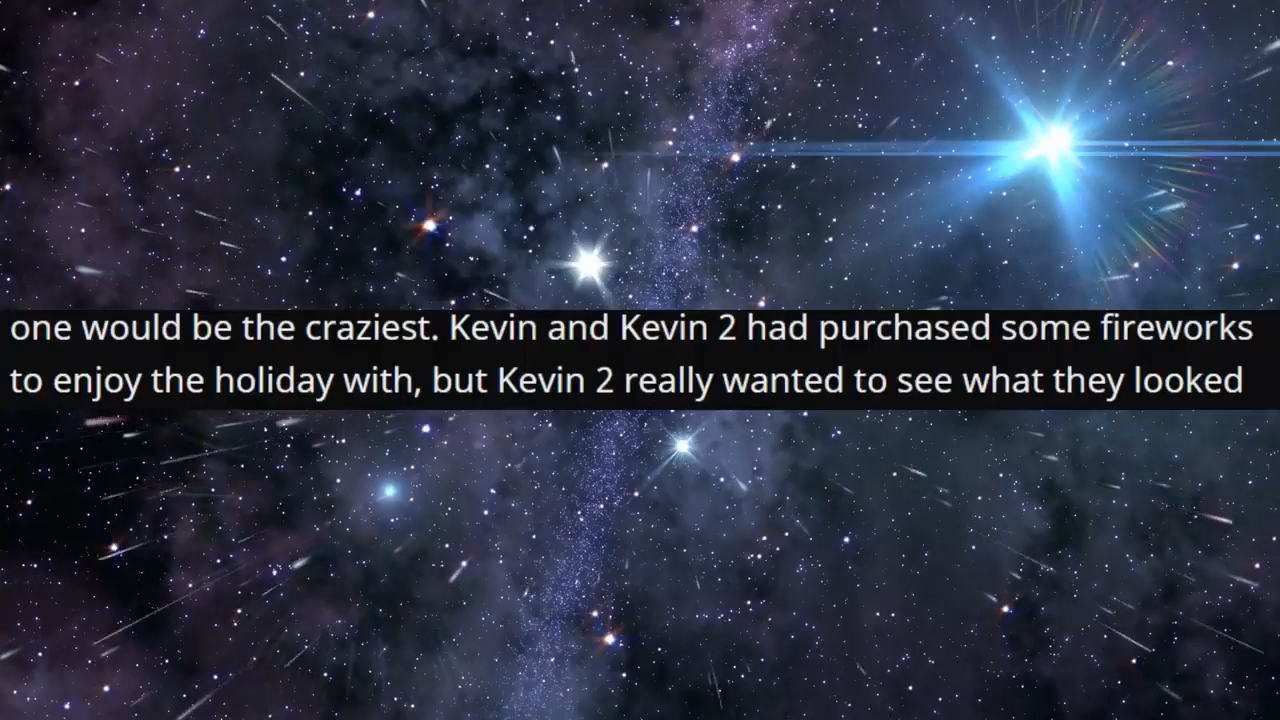 one would be the craziest. Kevin and Kevin 2 had purchased some fireworks
to enjoy the holiday with, but Kevin 2 really wanted to see what they looked